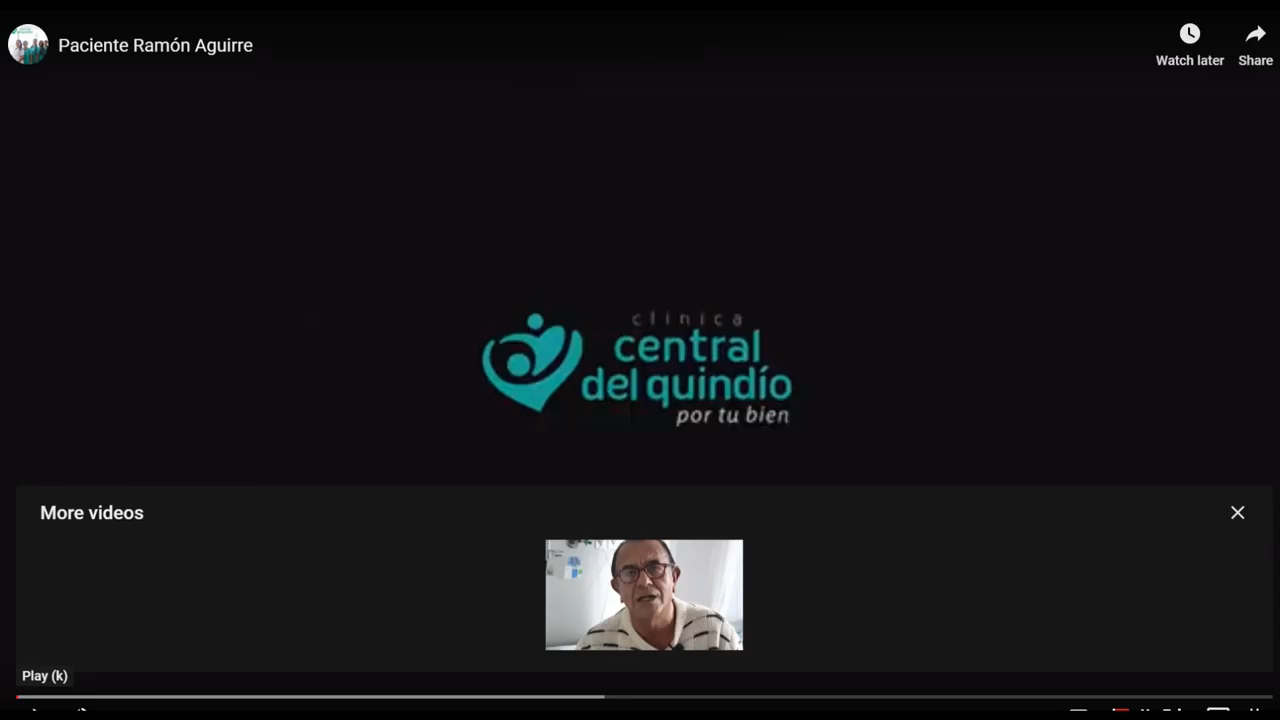 Paciente Ramón Aguirre
Watch later
Share
clinica
central
del quindío
por tu bien
More videos
Play (k)